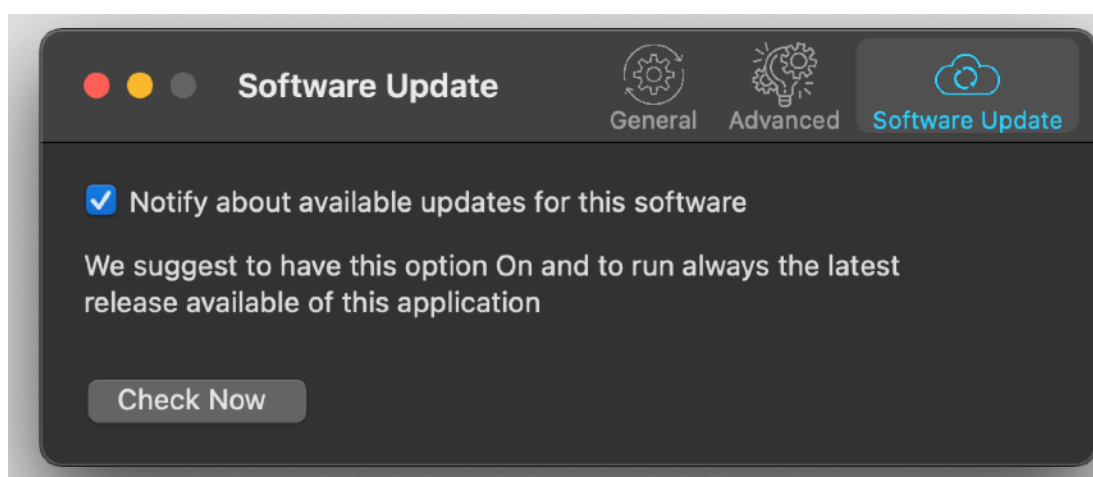 Software Update
General
Advanced
Software Update
Notify about available updates for this software
We suggest to have this option On and to run always the latest
release available of this application
Check Now